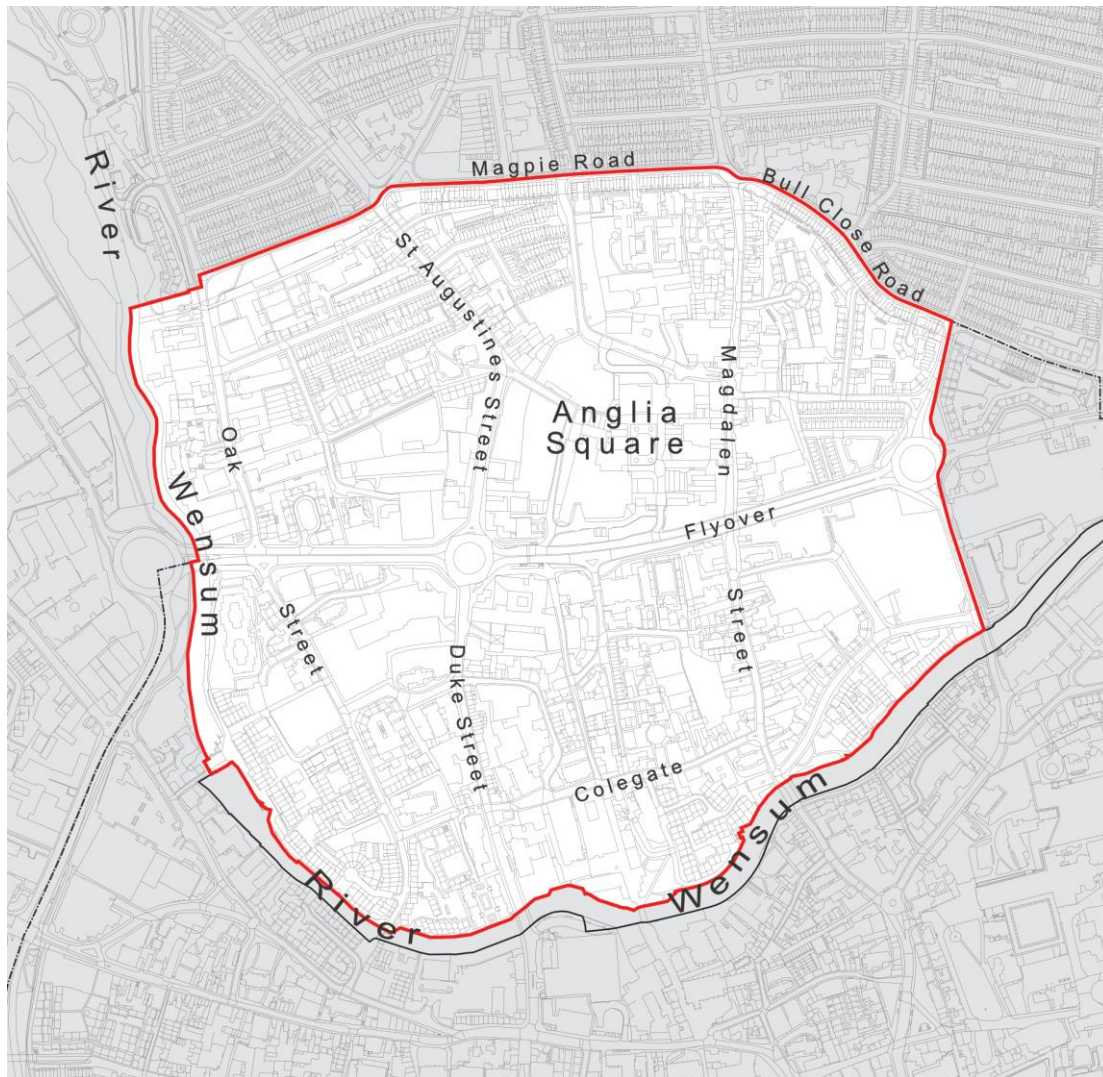 Magpie Road
Bull Close Road
River
Wensum
St Augustines Street
Anglia
Square
Magdalen
Street
Oak
Street
Flyover
Duke Street
Colegate
River
Wensum